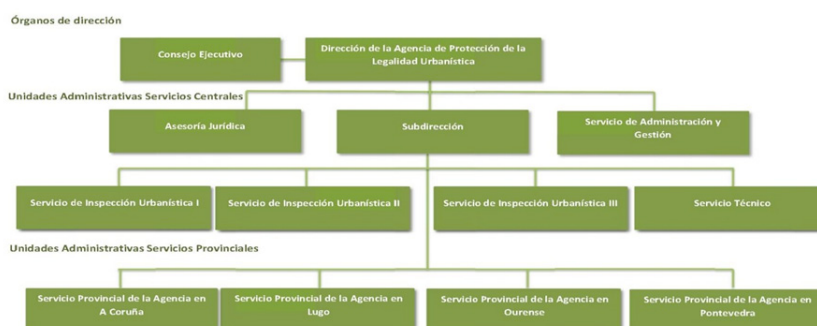 Órganos de dirección
Consejo Ejecutivo
Dirección de la Agencia de Protección de la
Legalidad Urbanística
Unidades Administrativas Servicios Centrales
Asesoría Jurídica
Subdirección
Servicio de Administración y
Gestión
Servicio de Inspección Urbanística I
Servicio de Inspección Urbanística II
Servicio de Inspección Urbanística III
Servicio Técnico
Unidades Administrativas Servicios Provinciales
Servicio Provincial de la Agencia en
A Coruña
Servicio Provincial de la Agencia en
Lugo
Servicio Provincial de la Agencia en
Ourense
Servicio Provincial de la Agencia en
Pontevedra